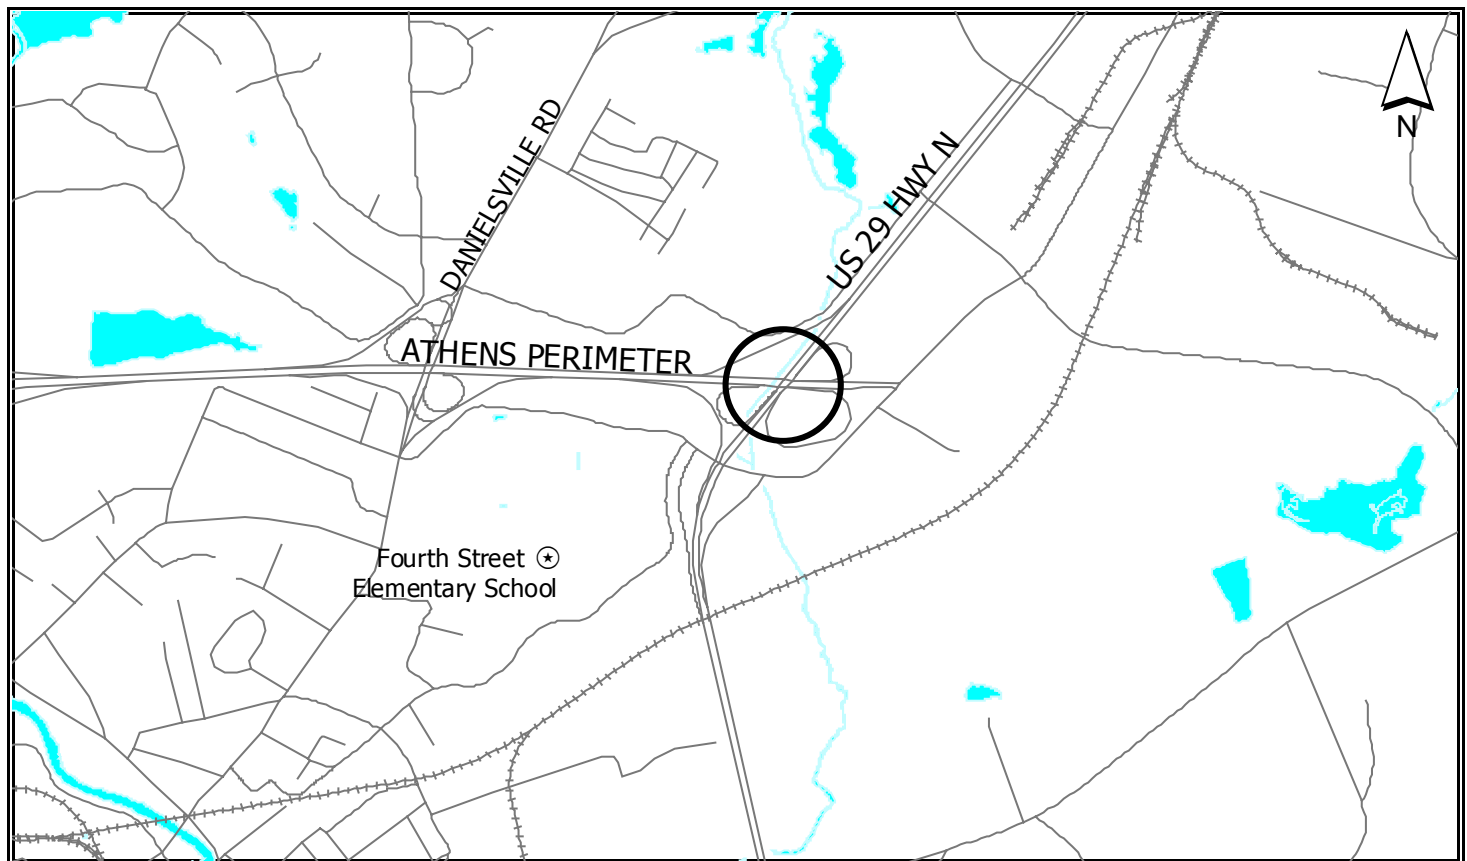 N
DANIELSVILLE RD
US 29 HWY N
ATHENS PERIMETER
Fourth Street
Elementary School